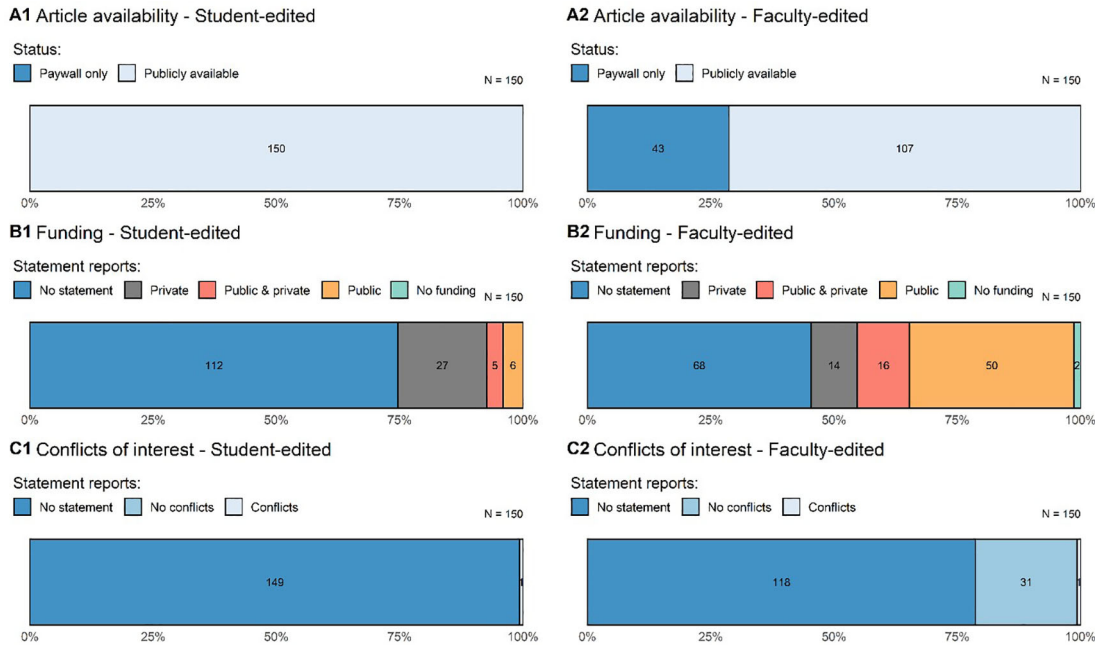 A1 Article availability - Student-edited
Status:
Paywall only Publicly available
N = 150
150
0% 25% 50% 75% 100%
A2 Article availability - Faculty-edited
Status:
Paywall only Publicly available
N = 150
43 107
0% 25% 50% 75% 100%
B1 Funding - Student-edited
Statement reports:
No statement Private Public & private Public No funding
N = 150
112 27 5 6
0% 25% 50% 75% 100%
B2 Funding - Faculty-edited
Statement reports:
No statement Private Public & private Public No funding
N = 150
68 14 16 50 2
0% 25% 50% 75% 100%
C1 Conflicts of interest - Student-edited
Statement reports:
No statement No conflicts Conflicts
N = 150
149 1
0% 25% 50% 75% 100%
C2 Conflicts of interest - Faculty-edited
Statement reports:
No statement No conflicts Conflicts
N = 150
118 31 1
0% 25% 50% 75% 100%